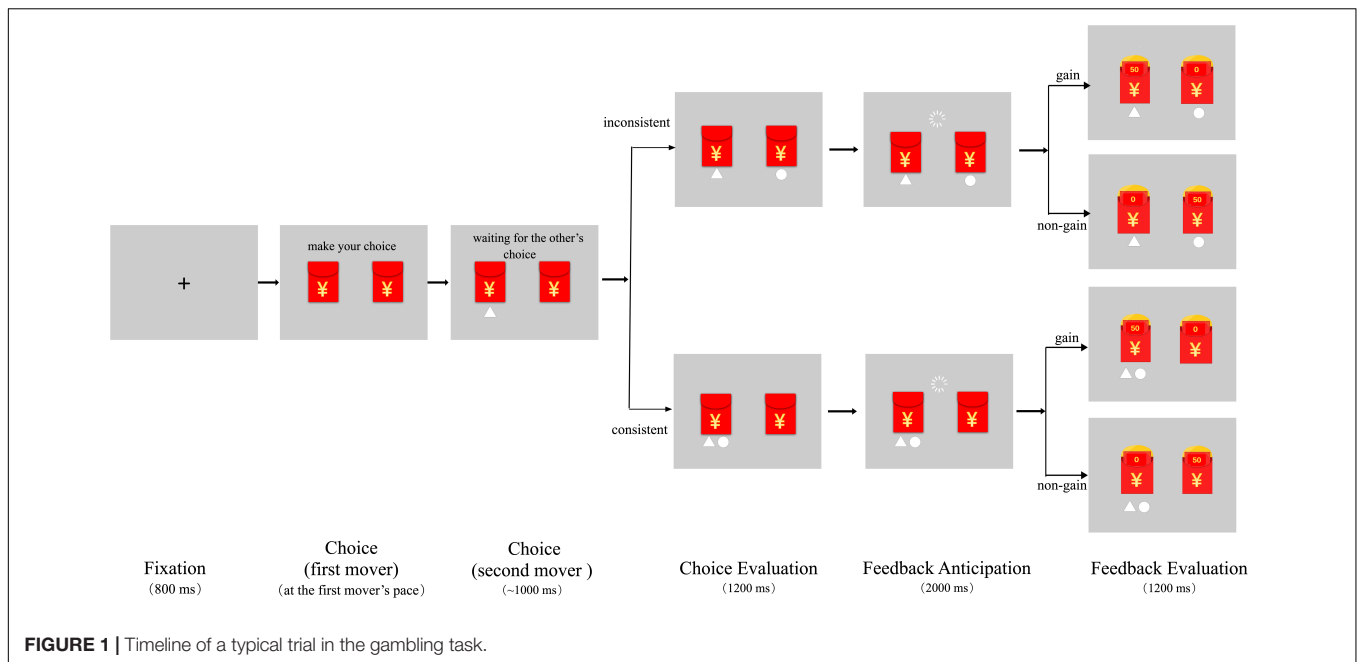 make your choice
waiting for the other's
choice
+
¥ ¥
¥ ¥
inconsistent
¥ ¥
¥ ¥
gain
50 0
¥ ¥
non-gain
0 50
¥ ¥
consistent
¥ ¥
¥ ¥
gain
50 0
¥ ¥
non-gain
0 50
¥ ¥
Fixation
(800 ms)
Choice
(first mover)
(at the first mover's pace)
Choice
(second mover )
(~1000 ms)
Choice Evaluation
(1200 ms)
Feedback Anticipation
(2000 ms)
Feedback Evaluation
(1200 ms)
FIGURE 1 | Timeline of a typical trial in the gambling task.